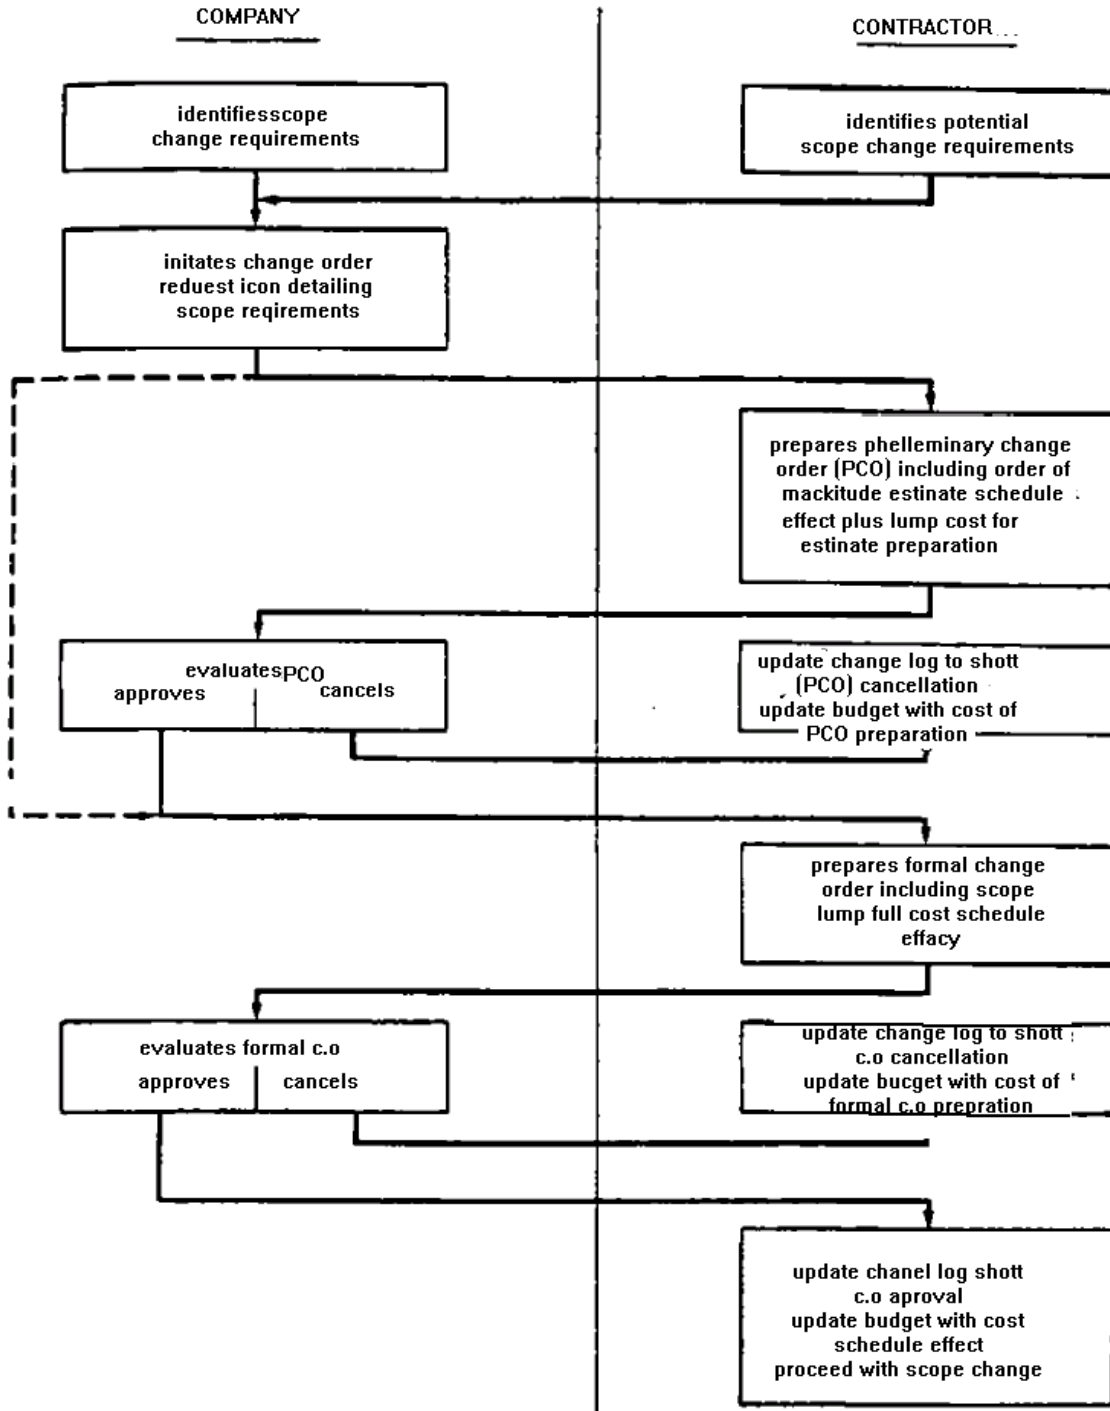 COMPANY
CONTRACTOR...
identifiesscope
change requirements
identifies potential
scope change requirements
initates change order
reduest icon detailing
scope reqirements
prepares phelleminary change
order (PCO) including order of
mackitude estinate schedule
effect plus lump cost for
estinate preparation
evaluates PCO
approves cancels
update change log to shott
(PCO) cancellation
update budget with cost of
PCO preparation
prepares formal change
order including scope
lump full cost schedule
effacy
evaluates formal c.o
approves cancels
update change log to shott
c.o cancellation
update bucget with cost of
formal c.o prepration
update chanel log shott
c.o aproval
update budget with cost
schedule effect
proceed with scope change